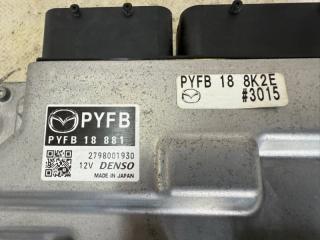 PYFB 18 8K2E
#3015
PYFB
PYFB 18 881
2798001930
12V DENSO
MADE IN JAPAN